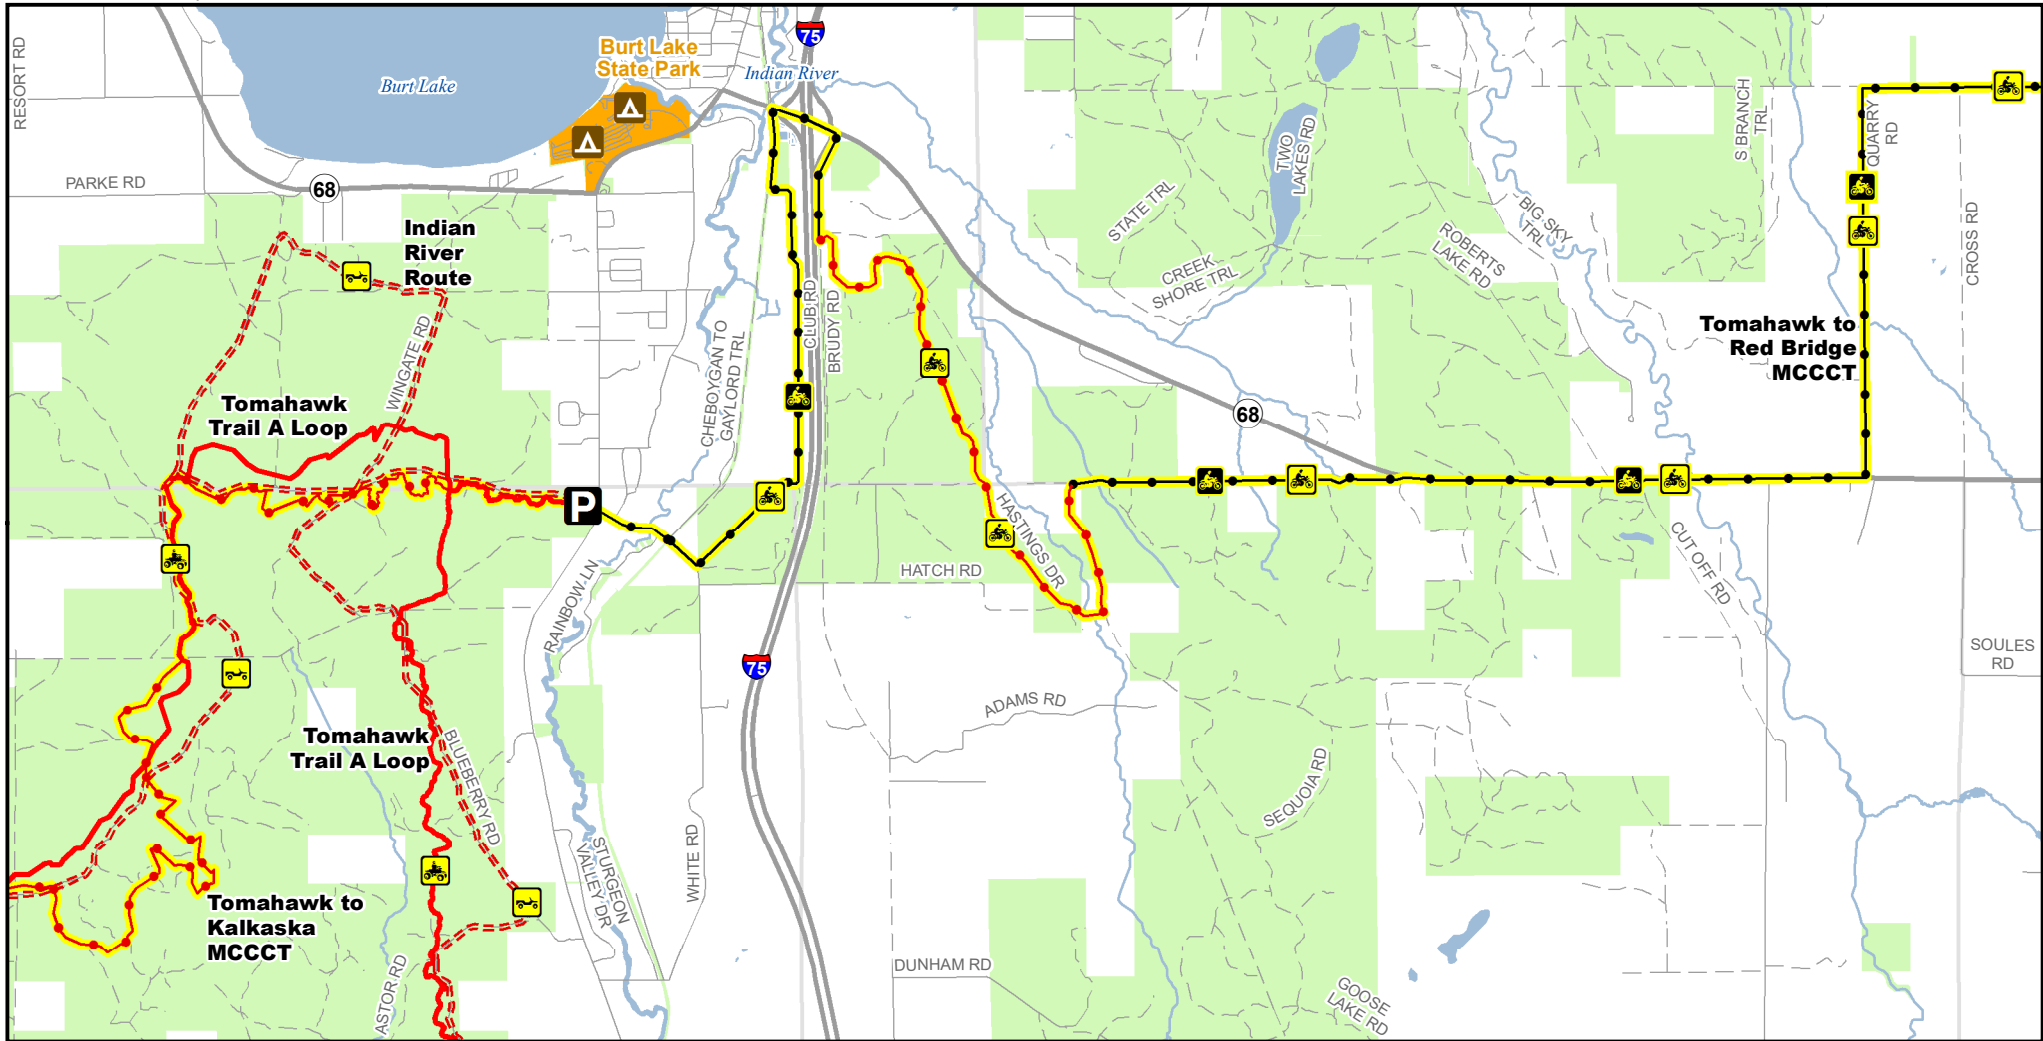 RESORT RD
Burt Lake
Burt Lake
State Park
Indian River
75
PARKE RD
68
Indian
River
Route
WINGATE RD
Tomahawk
Trail A Loop
CHEBOYGAN TO
GAYLORD TRL
CLUB RD
BRUDY RD
STATE TRL
TWO
LAKES RD
CREEK
SHORE TRL
ROBERTS
LAKE RD
BIG SKY
TRL
S BRANCH
TRL
QUARRY
RD
CROSS RD
Tomahawk to
Red Bridge
MCCCT
68
P
HASTINGS DR
HATCH RD
CUT OFF RD
RAINBOW LN
75
SOULES
RD
ADAMS RD
Tomahawk
Trail A Loop
BLUEBERRY RD
SEQUOIA RD
STURGEON
VALLEY DR
WHITE RD
Tomahawk to
Kalkaska
MCCCT
ASTOR RD
DUNHAM RD
GOOSE
LAKE RD